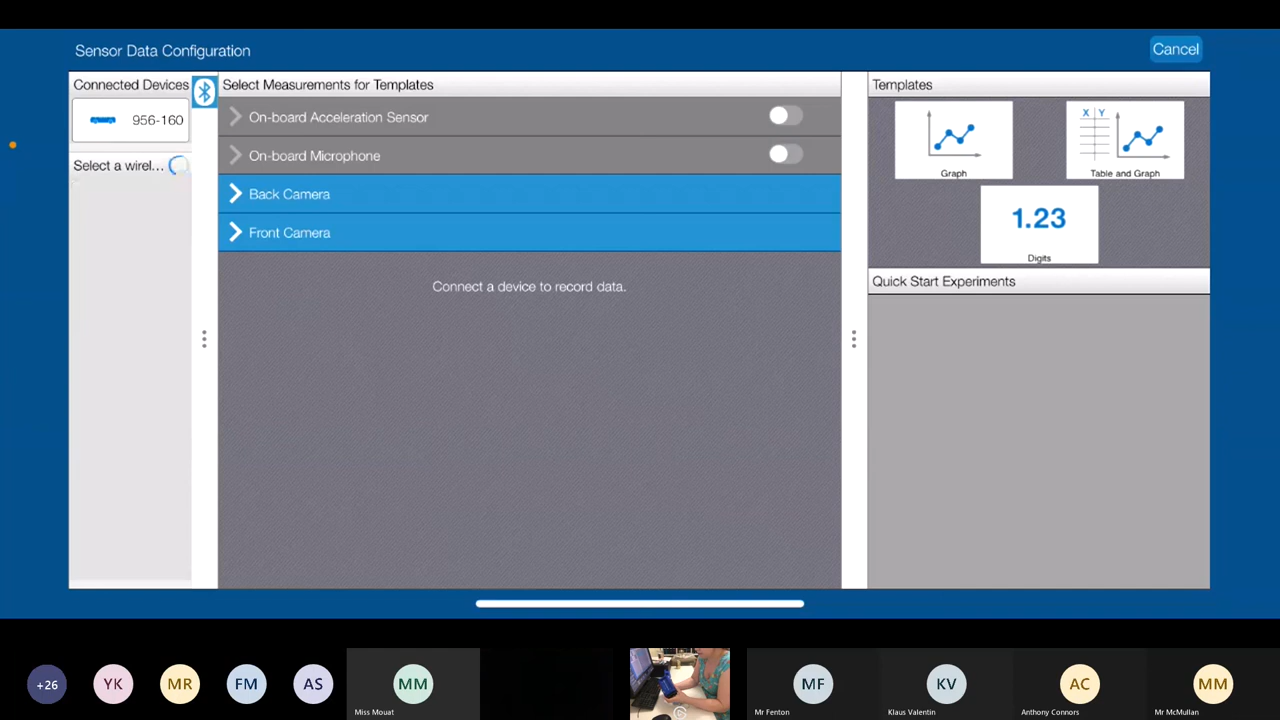 Sensor Data Configuration
Cancel
Connected Devices
956-160
Select a wirel...
Select Measurements for Templates
On-board Acceleration Sensor
On-board Microphone
Back Camera
Front Camera
Connect a device to record data.
Templates
Graph
X Y
Table and Graph
1.23
Digits
Quick Start Experiments
+26
YK
MR
FM
AS
MM
Miss Mouat
MF
Mr Fenton
KV
Klaus Valentin
AC
Anthony Connors
MM
Mr McMullan